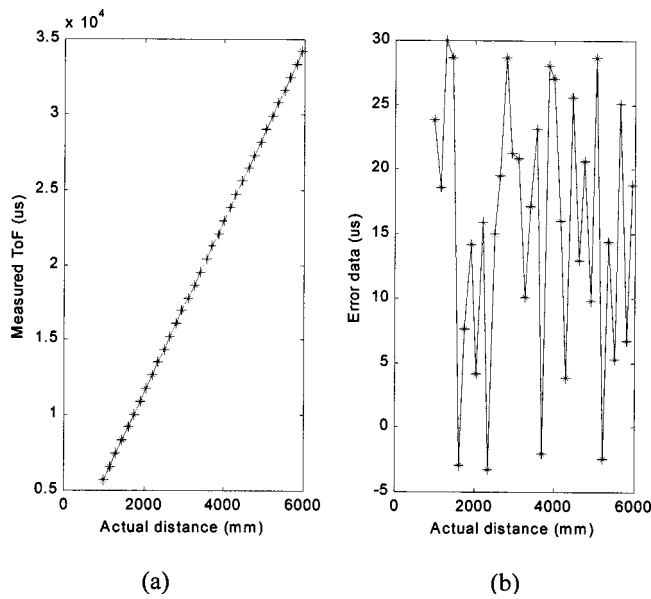 x 10⁴
3.5
3
2.5
2
1.5
1
0.5
0 2000 4000 6000
Measured ToF (us)
Actual distance (mm)
(a)
30
25
20
15
10
5
0
-5
0 2000 4000 6000
Error data (us)
Actual distance (mm)
(b)